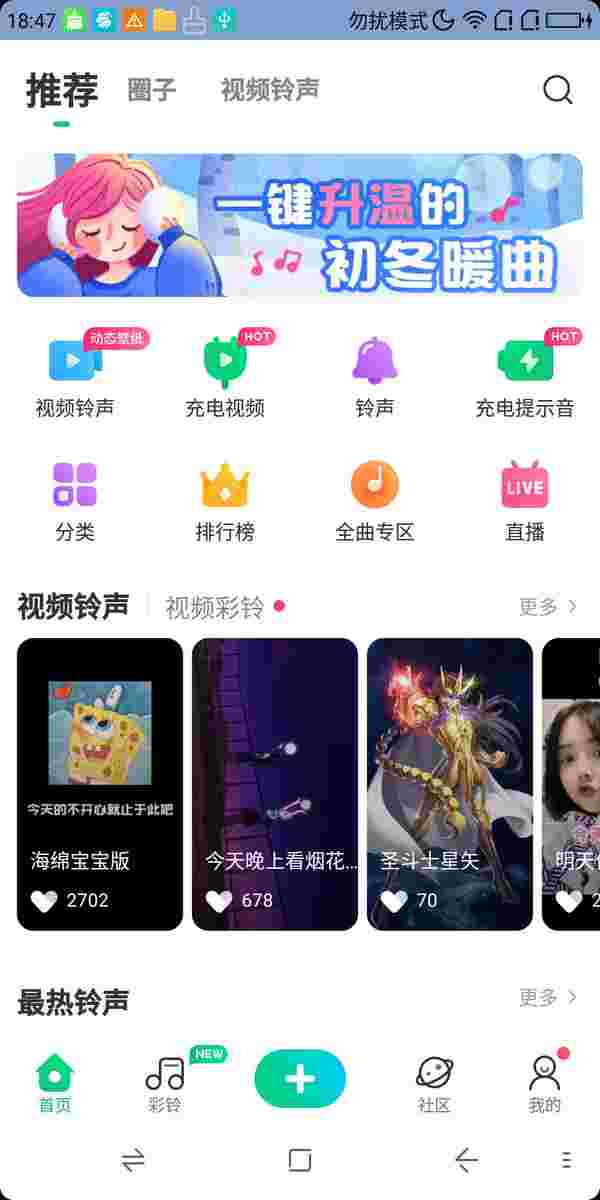 18:47 勿扰模式
推荐 圈子 视频铃声
一键升温的
初冬暖曲
动态壁纸 HOT HOT
视频铃声 充电视频 铃声 充电提示音
LIVE
分类 排行榜 全曲专区 直播
视频铃声 视频彩铃 更多
今天的不开心就止于此吧
海绵宝宝版 今天晚上看烟花... 圣斗士星矢 明天
2702 678 70 2
最热铃声 更多
NEW
首页 彩铃 社区 我的